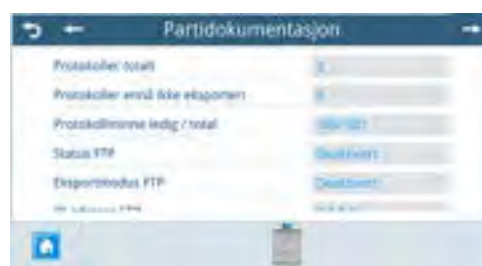 Partidokumentasjon
Protokoller totalt
Protokoller ennå ikke eksportert
Protokollminne ledig / total
Status FTP Deaktivert
Eksportmodus FTP Deaktivert